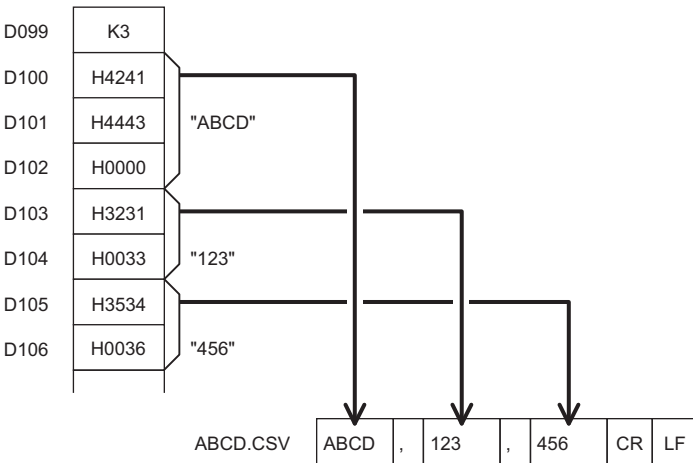 D099 K3
D100 H4241
D101 H4443 "ABCD"
D102 H0000
D103 H3231
D104 H0033 "123"
D105 H3534
D106 H0036 "456"
ABCD.CSV ABCD , 123 , 456 CR LF